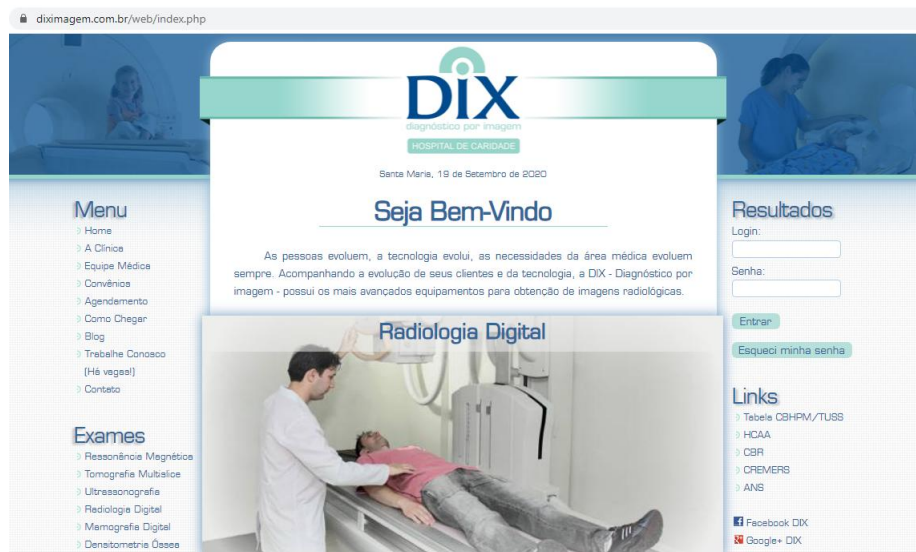 diximagem.com.br/web/index.php
DIX
diagnóstico por imagem
HOSPITAL DE CARIDADE
Santa Maria, 19 de Setembro de 2020
Seja Bem-Vindo
As pessoas evoluem, a tecnologia evolui, as necessidades da área médica evoluem
sempre. Acompanhando a evolução de seus clientes e da tecnologia, a DIX - Diagnóstico por
imagem - possui os mais avançados equipamentos para obtenção de imagens radiológicas.
Radiologia Digital
Menu
Home
A Clínica
Equipe Médica
Convênios
Agendamento
Como Chegar
Blog
Trabalhe Conosco
(Há vagas!)
Contato
Exames
Ressonância Magnética
Tomografia Multislice
Ultrassonografia
Radiologia Digital
Mamografia Digital
Densitometria Óssea
Resultados
Login:
Senha:
Entrar
Esqueci minha senha
Links
Tabela CBHPM/TUSS
HCAA
CBR
CREMERS
ANS
Facebook DIX
Google+ DIX